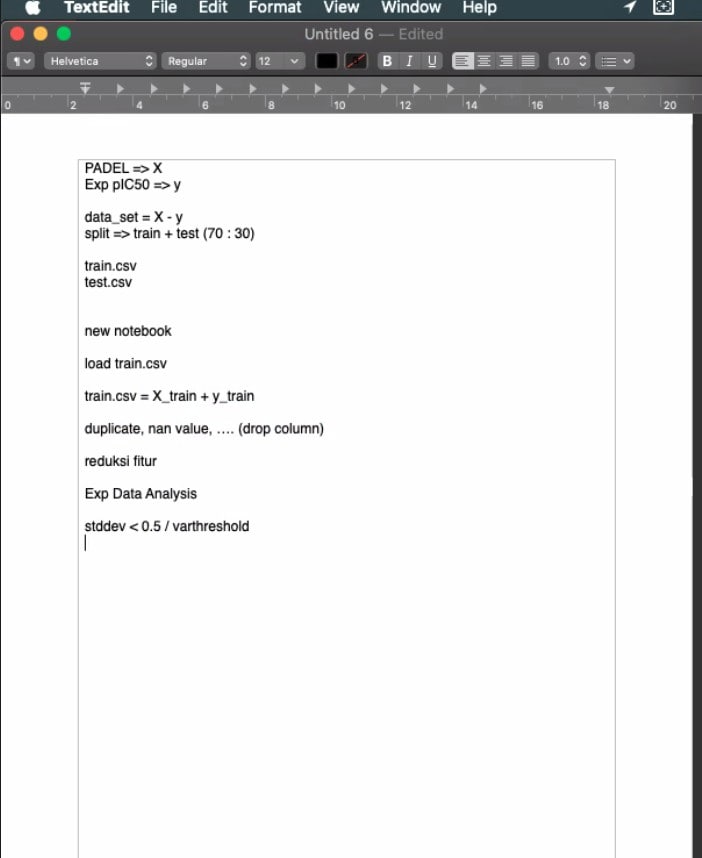 TextEdit File Edit Format View Window Help
Untitled 6 — Edited
¶ Helvetica Regular 12 B I U 1.0
0 2 4 6 8 10 12 14 16 18 20
PADEL => X
Exp pIC50 => y
data_set = X - y
split => train + test (70 : 30)
train.csv
test.csv
new notebook
load train.csv
train.csv = X_train + y_train
duplicate, nan value, .... (drop column)
reduksi fitur
Exp Data Analysis
stddev < 0.5 / varthreshold